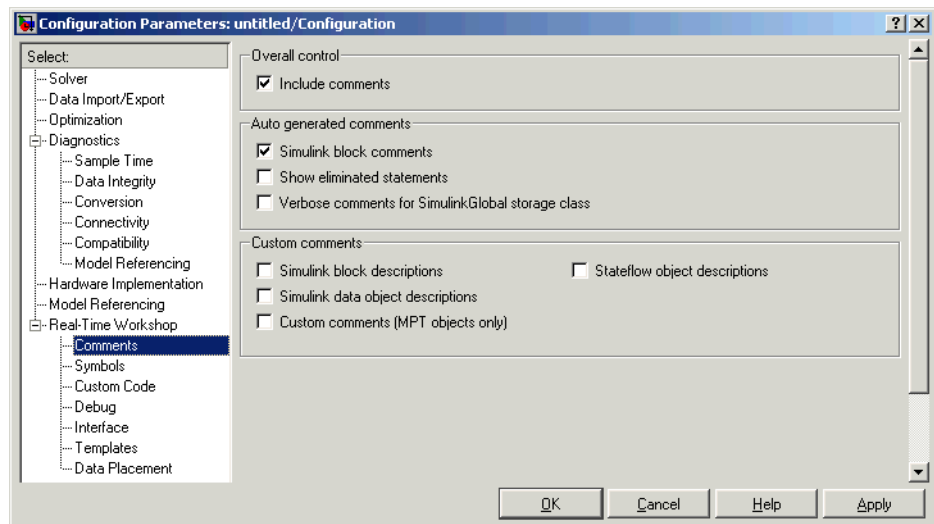 Configuration Parameters: untitled/Configuration
Select:
Solver
Data Import/Export
Optimization
Diagnostics
Sample Time
Data Integrity
Conversion
Connectivity
Compatibility
Model Referencing
Hardware Implementation
Model Referencing
Real-Time Workshop
Comments
Symbols
Custom Code
Debug
Interface
Templates
Data Placement
Overall control
Include comments
Auto generated comments
Simulink block comments
Show eliminated statements
Verbose comments for SimulinkGlobal storage class
Custom comments
Simulink block descriptions
Stateflow object descriptions
Simulink data object descriptions
Custom comments (MPT objects only)
OK
Cancel
Help
Apply